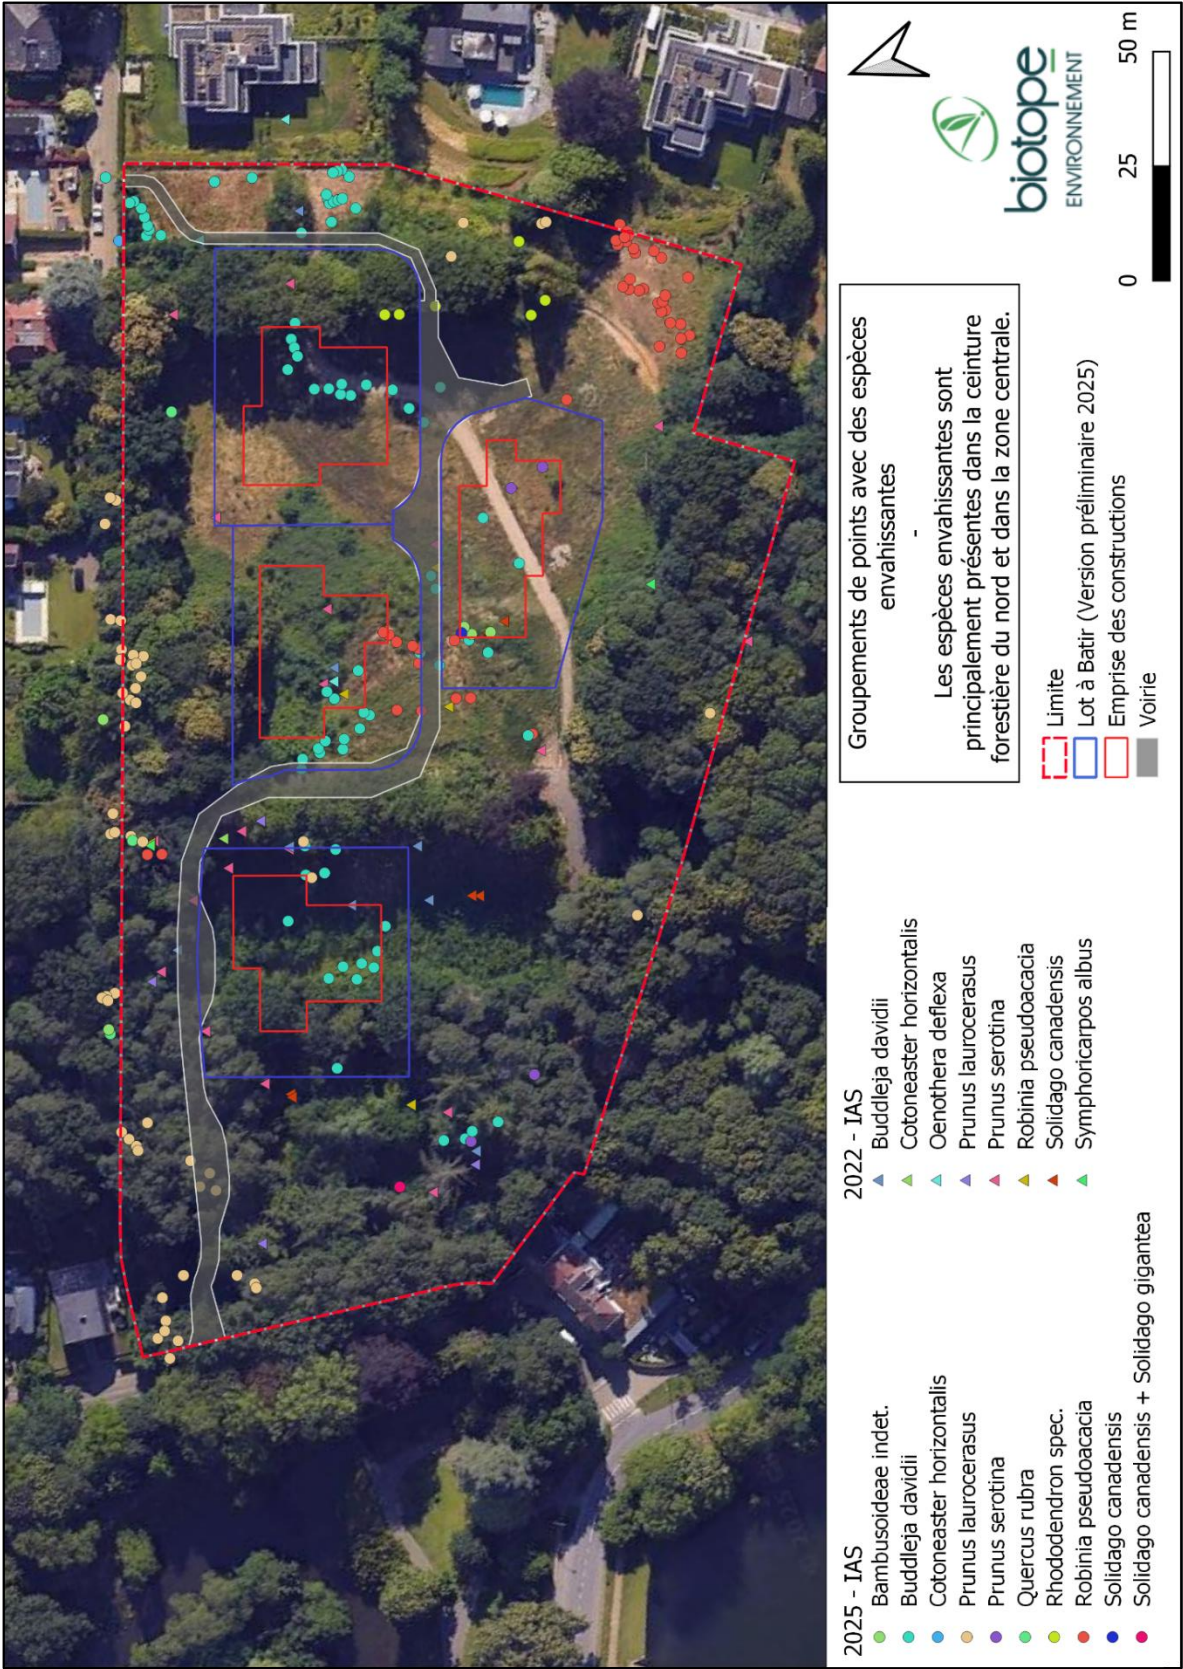 2025 - IAS
Bambusoideae indet.
Buddleja davidii
Cotoneaster horizontalis
Prunus laurocerasus
Prunus serotina
Quercus rubra
Rhododendron spec.
Robinia pseudoacacia
Solidago canadensis
Solidago canadensis + Solidago gigantea
2022 - IAS
Buddleja davidii
Cotoneaster horizontalis
Oenothera deflexa
Prunus laurocerasus
Prunus serotina
Robinia pseudoacacia
Solidago canadensis
Symphoricarpos albus
Groupements de points avec des espèces
envahissantes
-
Les espèces envahissantes sont
principalement présentes dans la ceinture
forestière du nord et dans la zone centrale.
Limite
Lot à Batir (Version préliminaire 2025)
Emprise des constructions
Voirie
biotope
ENVIRONNEMENT
0 25 50 m